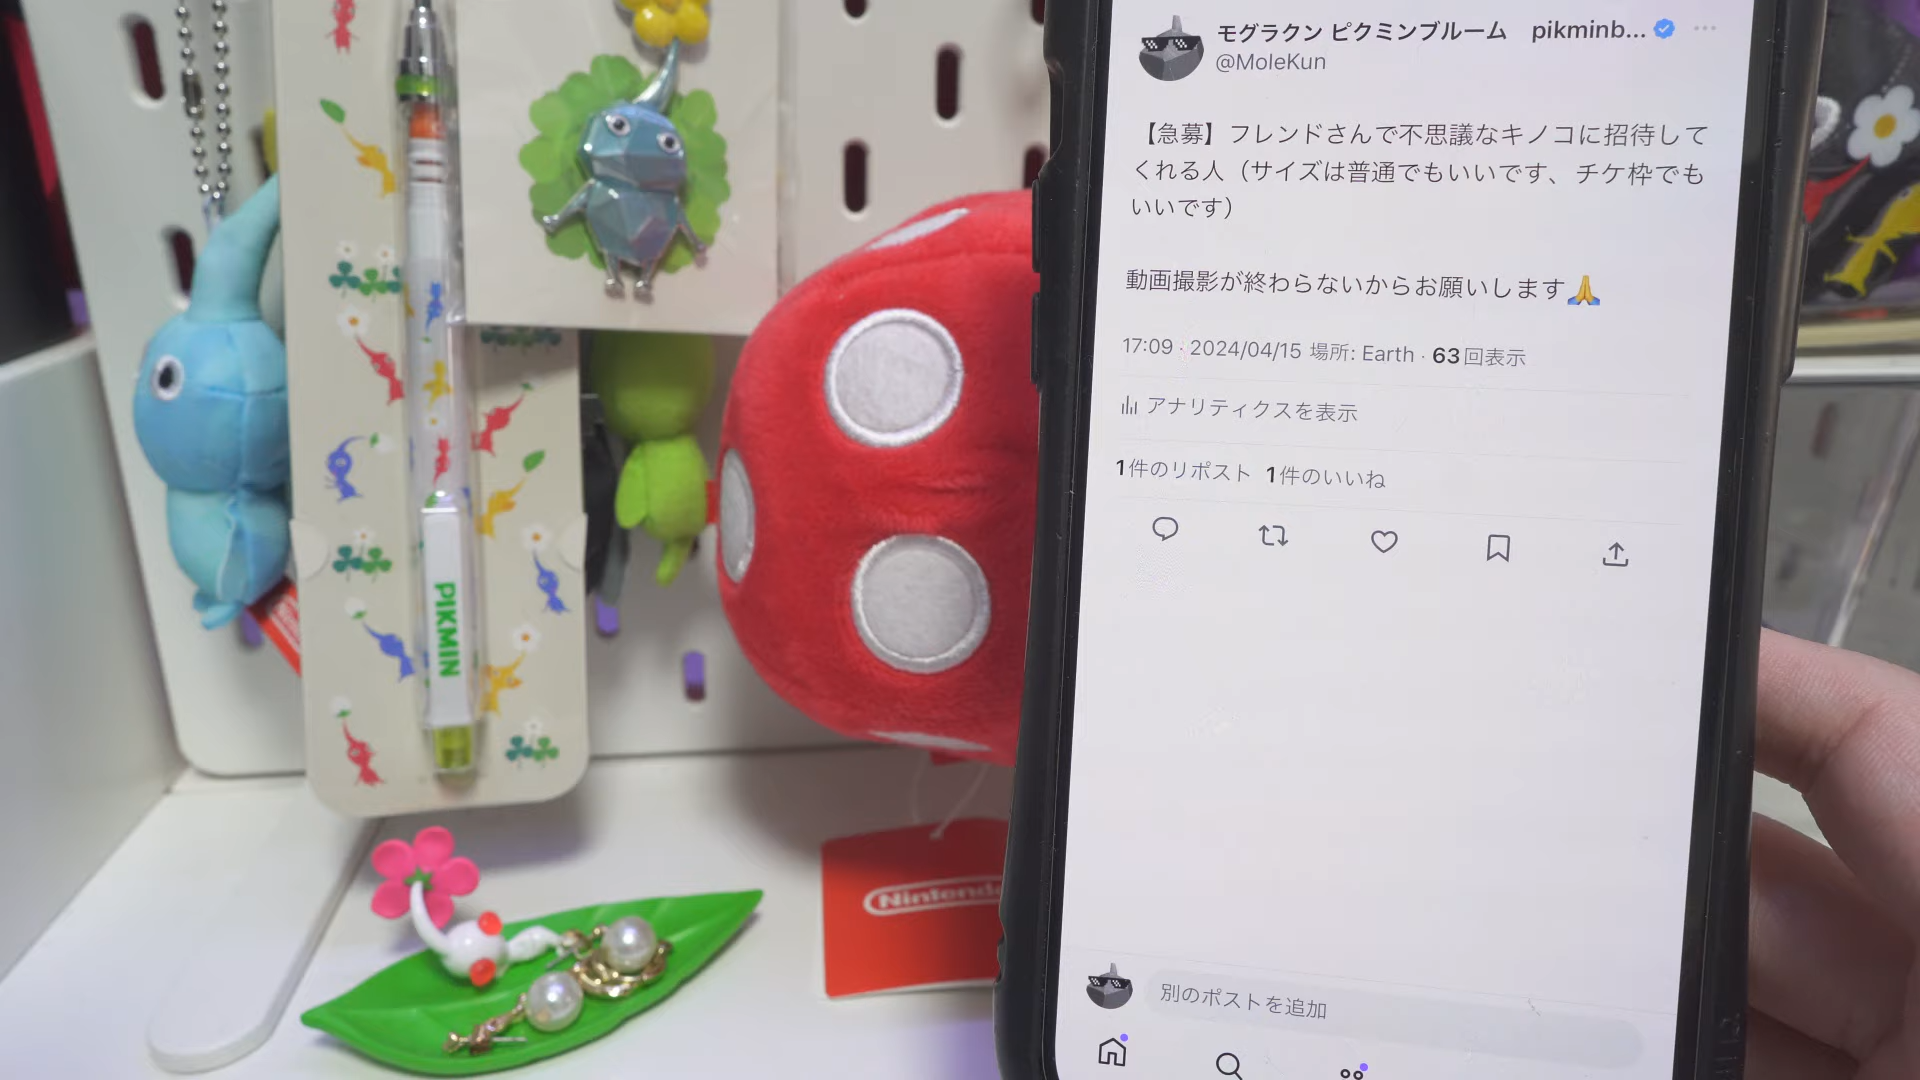 モグラクン ピクミンブルーム pikminb...
@MoleKun
【急募】フレンドさんで不思議なキノコに招待して
くれる人（サイズは普通でもいいです、チケ枠でも
いいです）
動画撮影が終わらないからお願いします🙏
17:09 · 2024/04/15 場所: Earth · 63回表示
アナリティクスを表示
1件のリポスト 1件のいいね
別のポストを追加
PIKMIN
Nintendo